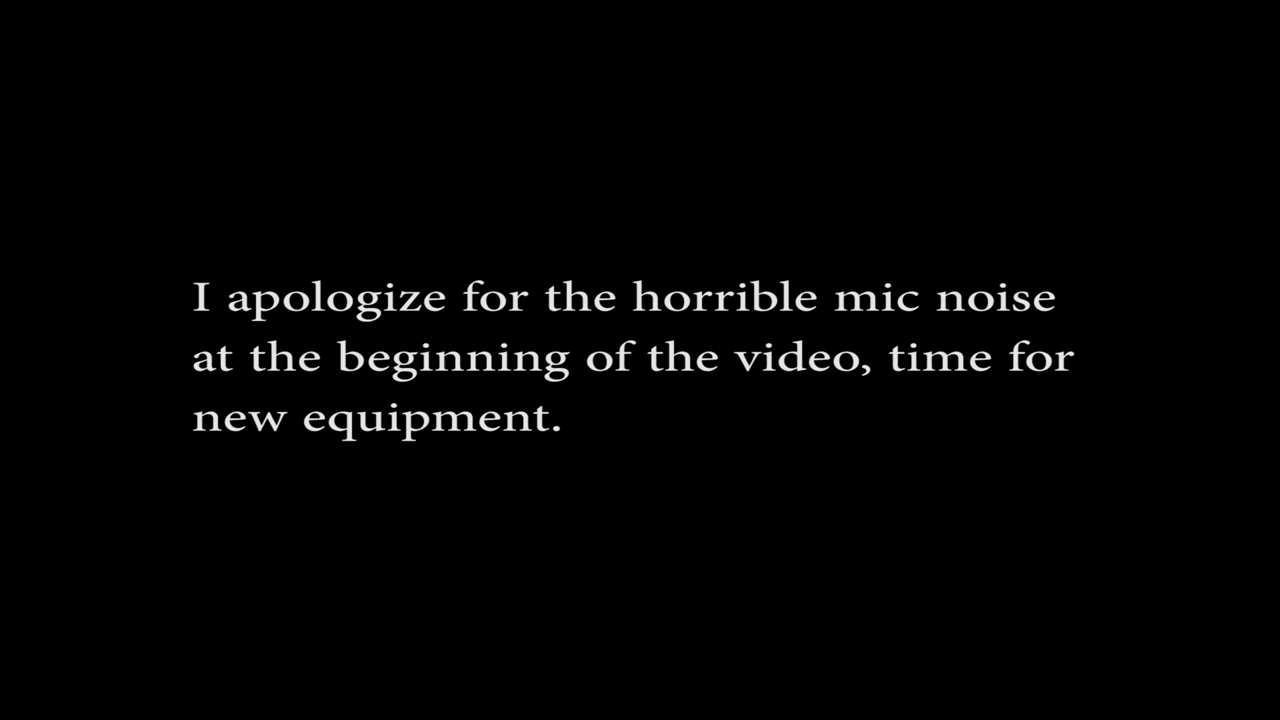 I apologize for the horrible mic noise
at the beginning of the video, time for
new equipment.